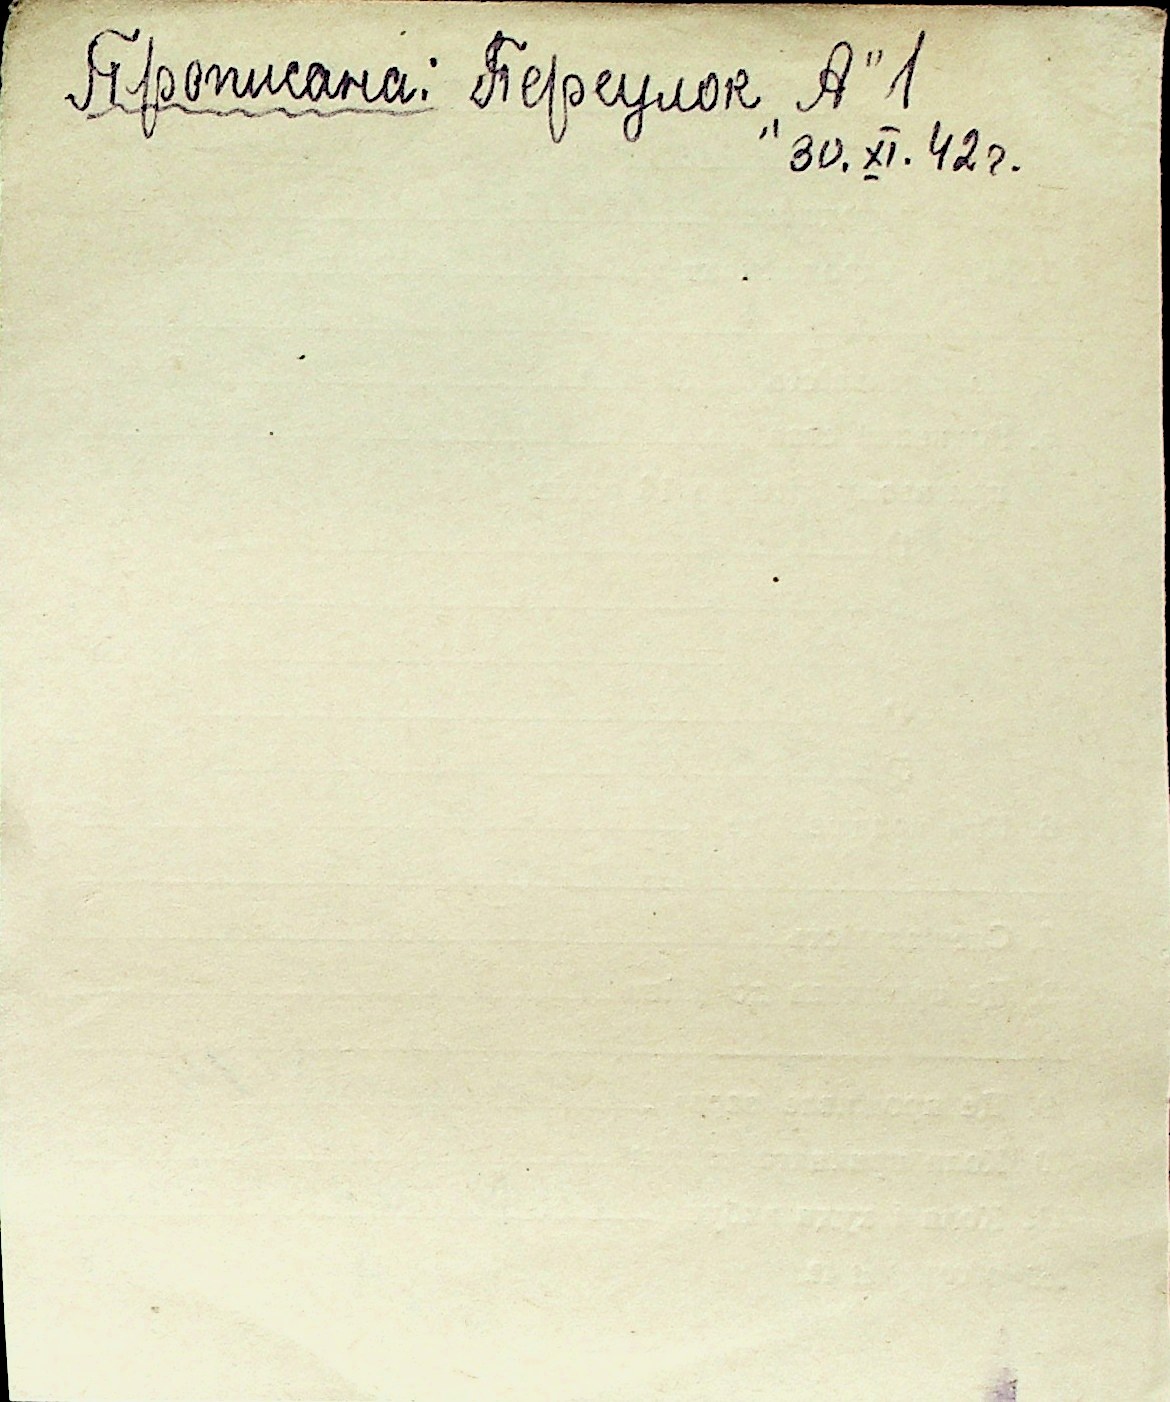 Прописана: Переулок „А" 1
30. XI. 42 г.